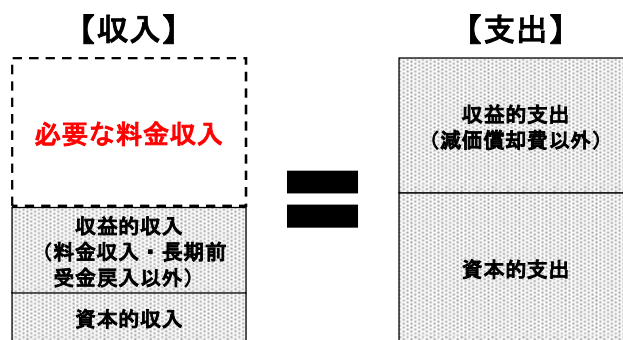 【収入】
必要な料金収入
収益的収入
(料金収入・長期前
受金戻入以外)
資本的収入
【支出】
収益的支出
(減価償却費以外)
資本的支出